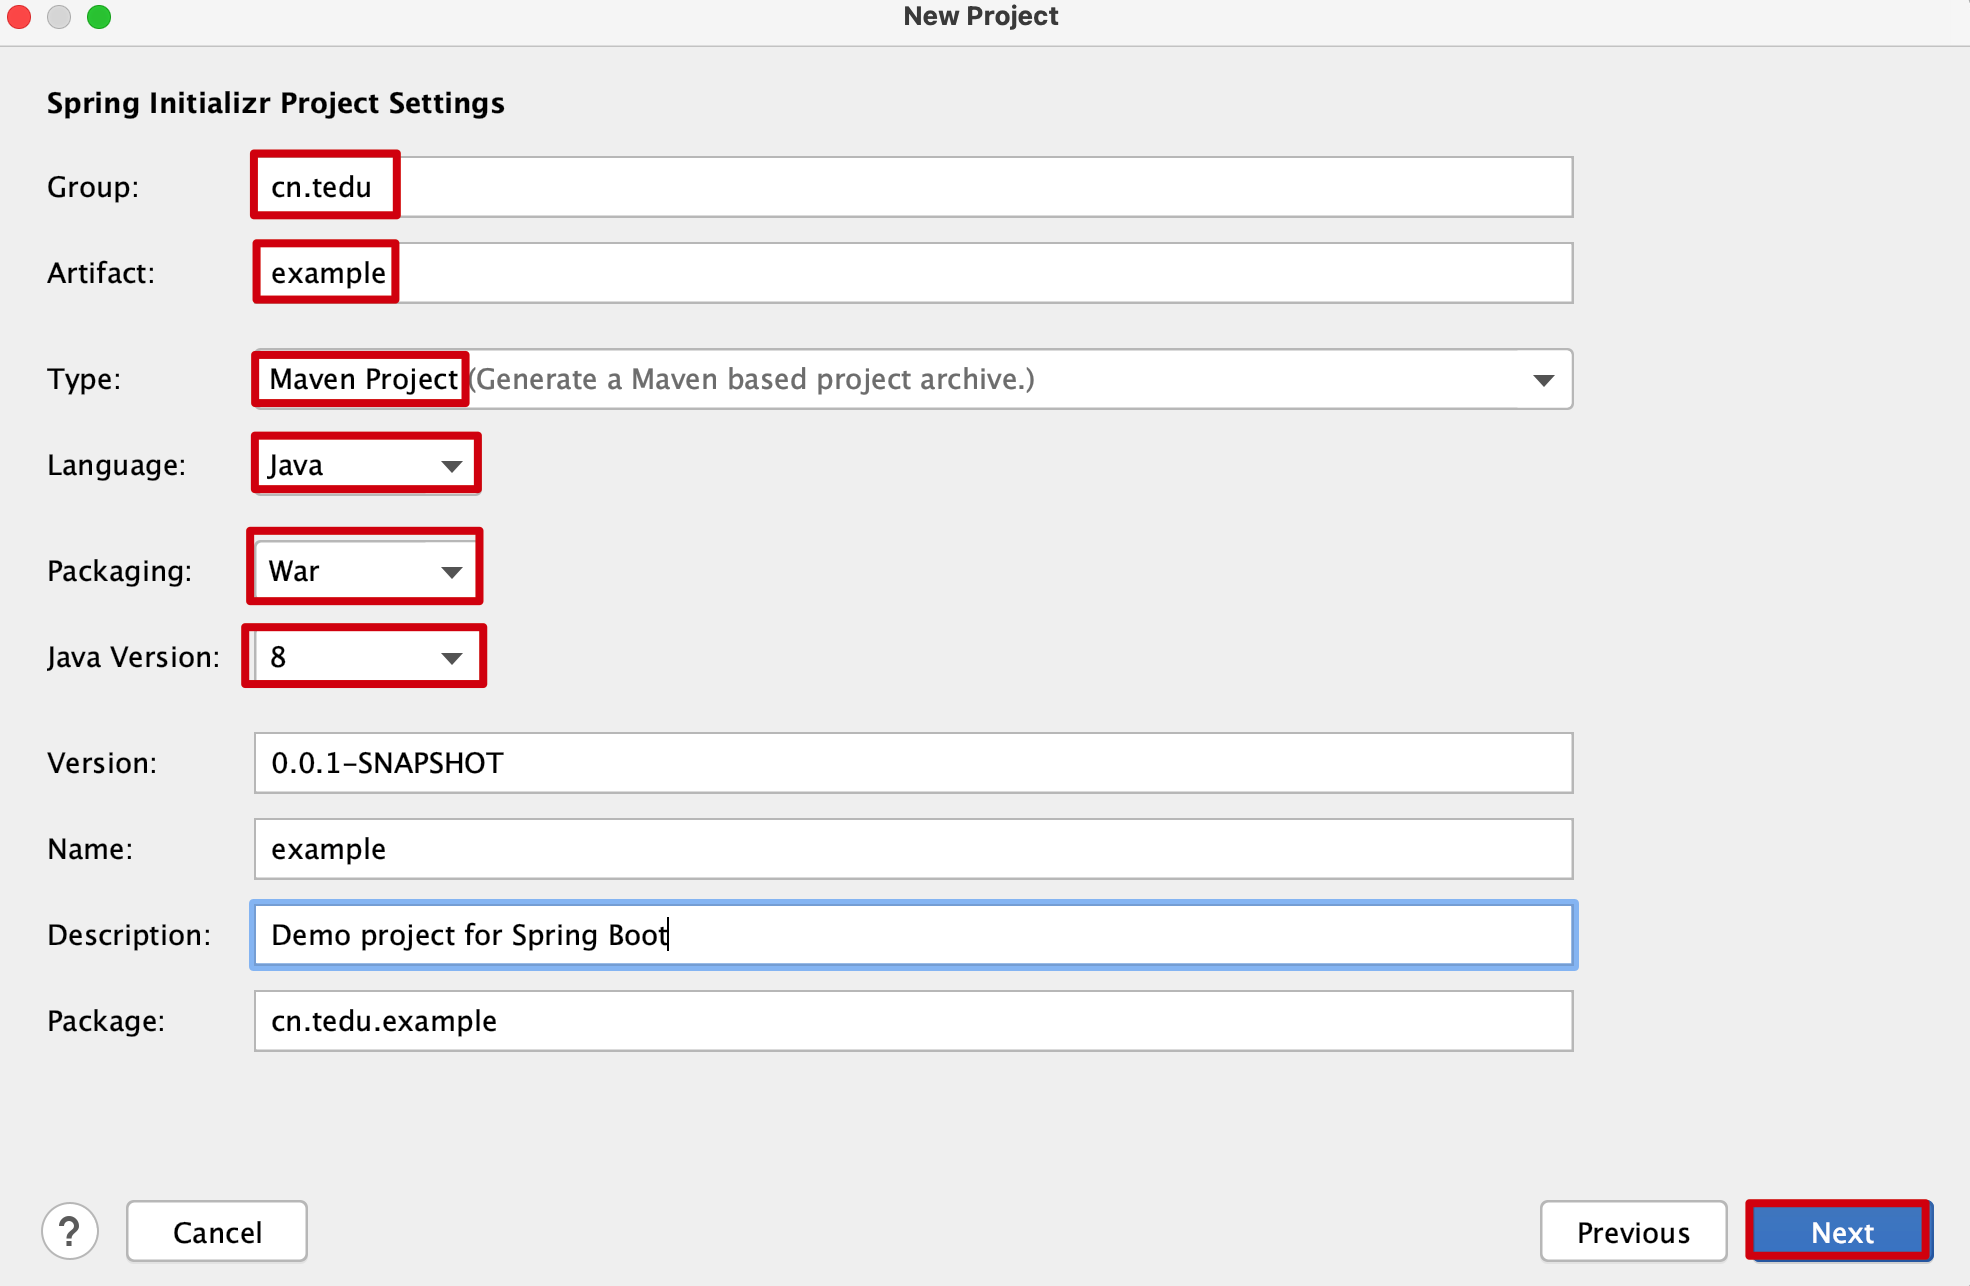 New Project
Spring Initializr Project Settings
Group: cn.tedu
Artifact: example
Type: Maven Project (Generate a Maven based project archive.)
Language: Java
Packaging: War
Java Version: 8
Version: 0.0.1-SNAPSHOT
Name: example
Description: Demo project for Spring Boot
Package: cn.tedu.example
? Cancel Previous Next